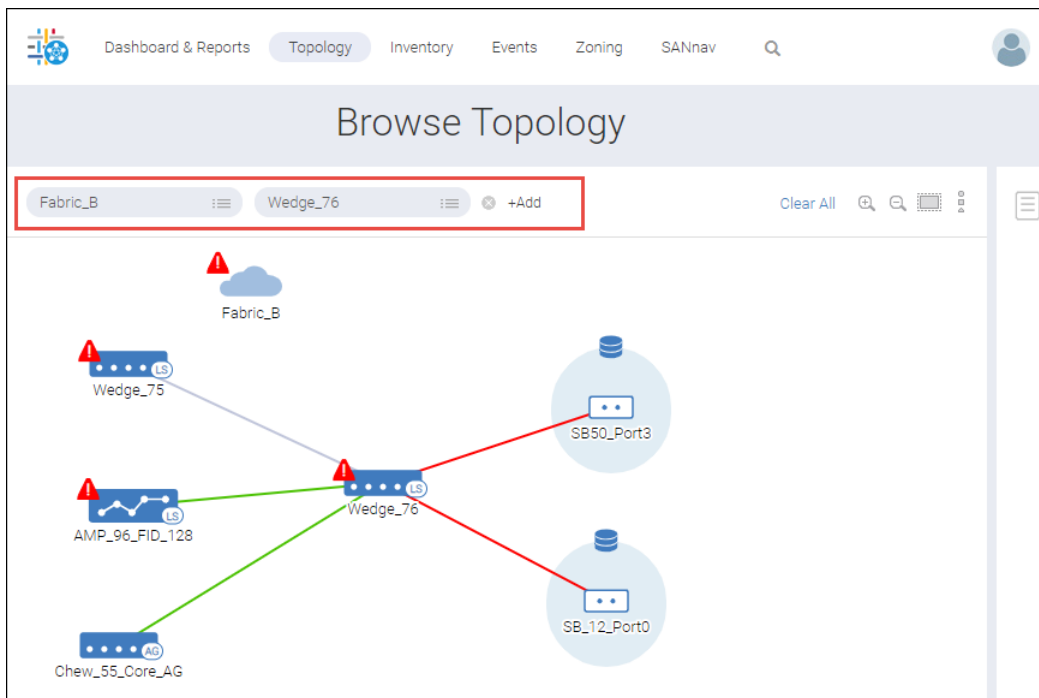 Dashboard & Reports Topology Inventory Events Zoning SANnav
Browse Topology
Fabric_B Wedge_76 +Add Clear All
Fabric_B
LS
Wedge_75
SB50_Port3
LS
Wedge_76
LS
AMP_96_FID_128
SB_12_Port0
AG
Chew_55_Core_AG